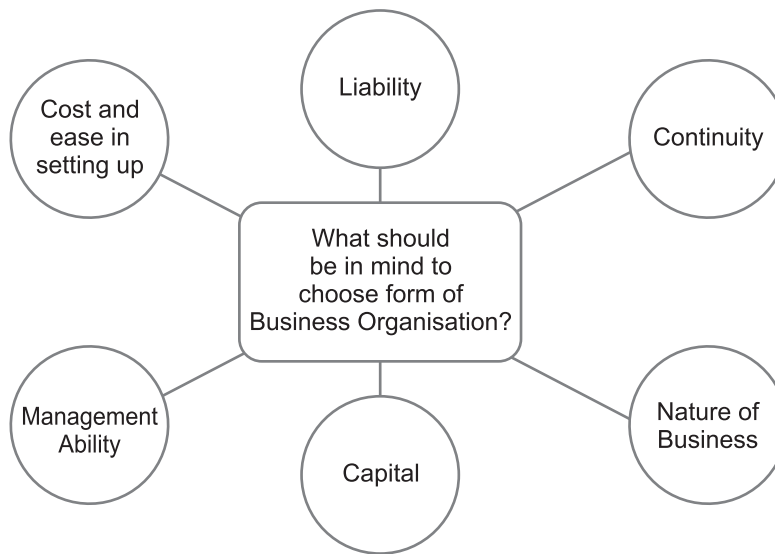 Liability
Cost and
ease in
setting up
Continuity
What should
be in mind to
choose form of
Business Organisation?
Management
Ability
Capital
Nature of
Business